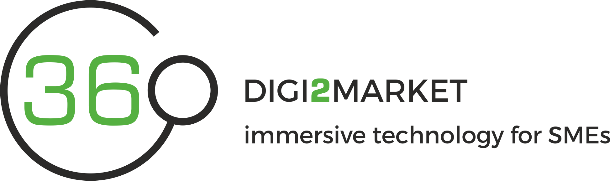 360
DIGI2MARKET
immersive technology for SMEs